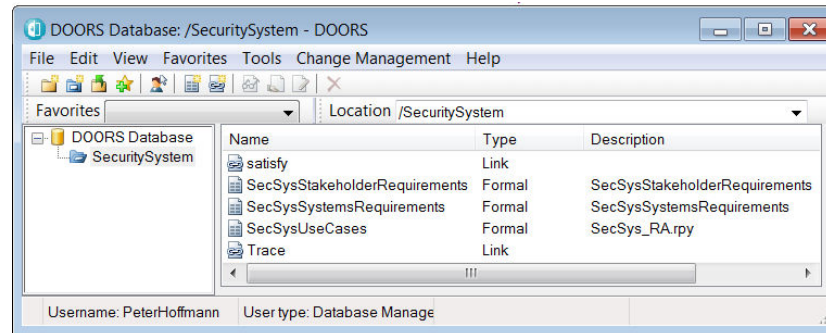 DOORS Database: /SecuritySystem - DOORS
File Edit View Favorites Tools Change Management Help
Favorites Location /SecuritySystem
DOORS Database
SecuritySystem
Name Type Description
satisfy Link
SecSysStakeholderRequirements Formal SecSysStakeholderRequirements
SecSysSystemsRequirements Formal SecSysSystemsRequirements
SecSysUseCases Formal SecSys_RA.rpy
Trace Link
Username: PeterHoffmann User type: Database Manage